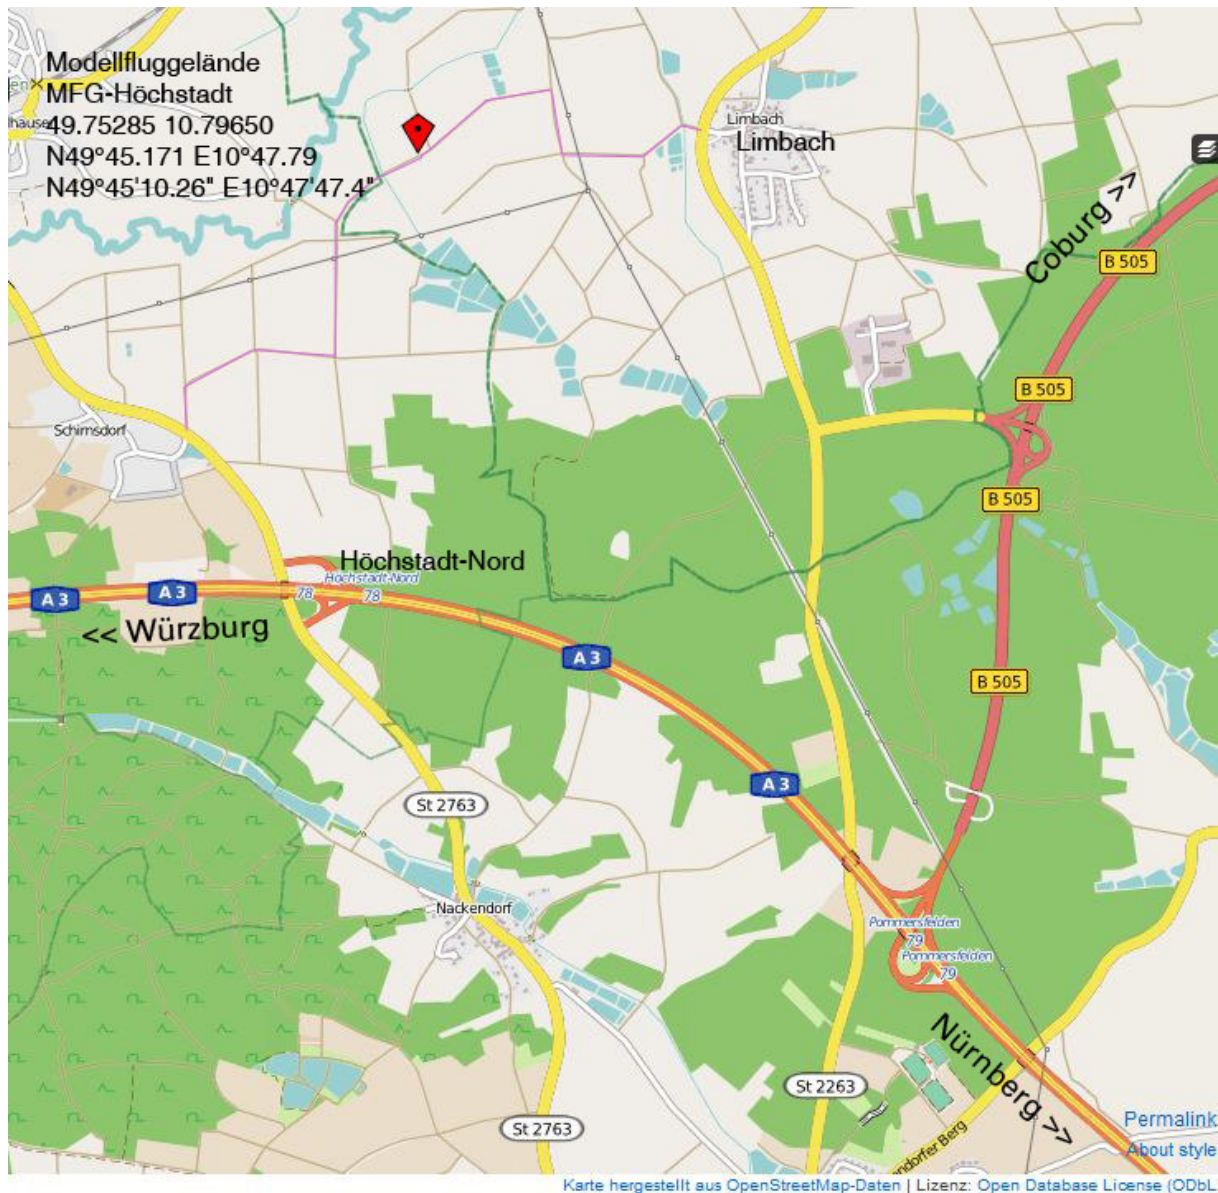 Modellfluggelände
MFG-Höchstadt
49.75285 10.79650
N49°45.171 E10°47.79
N49°45'10.26" E10°47'47.4"
Limbach
Limbach
Coburg >>
B 505
B 505
Schirnsdorf
B 505
Höchstadt-Nord
Höchstadt-Nord
78
78
A 3
A 3
<< Würzburg
A 3
B 505
A 3
St 2763
Nackendorf
Pommersfelden
79
Pommersfelden
79
Nürnberg >>
St 2263
St 2763
Permalink
About style
Karte hergestellt aus OpenStreetMap-Daten | Lizenz: Open Database License (ODbL